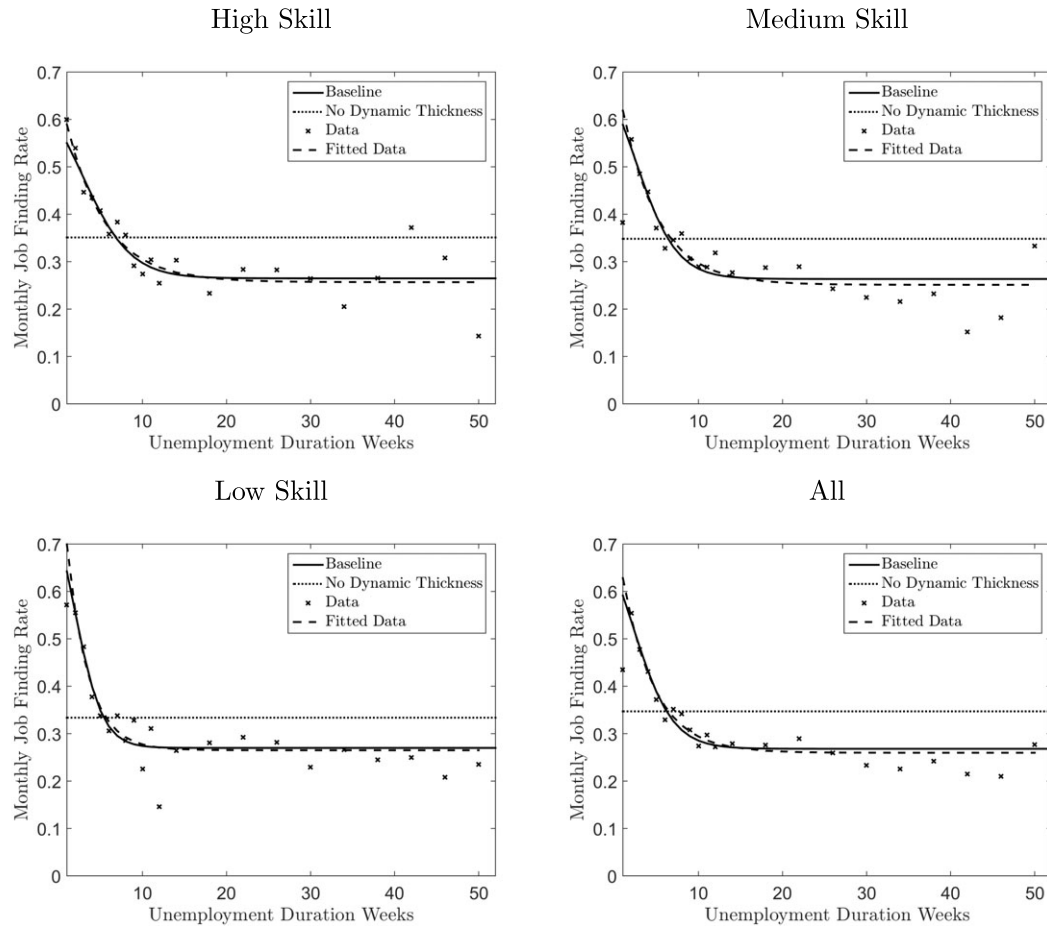 High Skill
Monthly Job Finding Rate
0.7
0.6
0.5
0.4
0.3
0.2
0.1
0
Baseline
No Dynamic Thickness
Data
Fitted Data
10 20 30 40 50
Unemployment Duration Weeks
Medium Skill
Monthly Job Finding Rate
0.7
0.6
0.5
0.4
0.3
0.2
0.1
0
Baseline
No Dynamic Thickness
Data
Fitted Data
10 20 30 40 50
Unemployment Duration Weeks
Low Skill
Monthly Job Finding Rate
0.7
0.6
0.5
0.4
0.3
0.2
0.1
0
Baseline
No Dynamic Thickness
Data
Fitted Data
10 20 30 40 50
Unemployment Duration Weeks
All
Monthly Job Finding Rate
0.7
0.6
0.5
0.4
0.3
0.2
0.1
0
Baseline
No Dynamic Thickness
Data
Fitted Data
10 20 30 40 50
Unemployment Duration Weeks